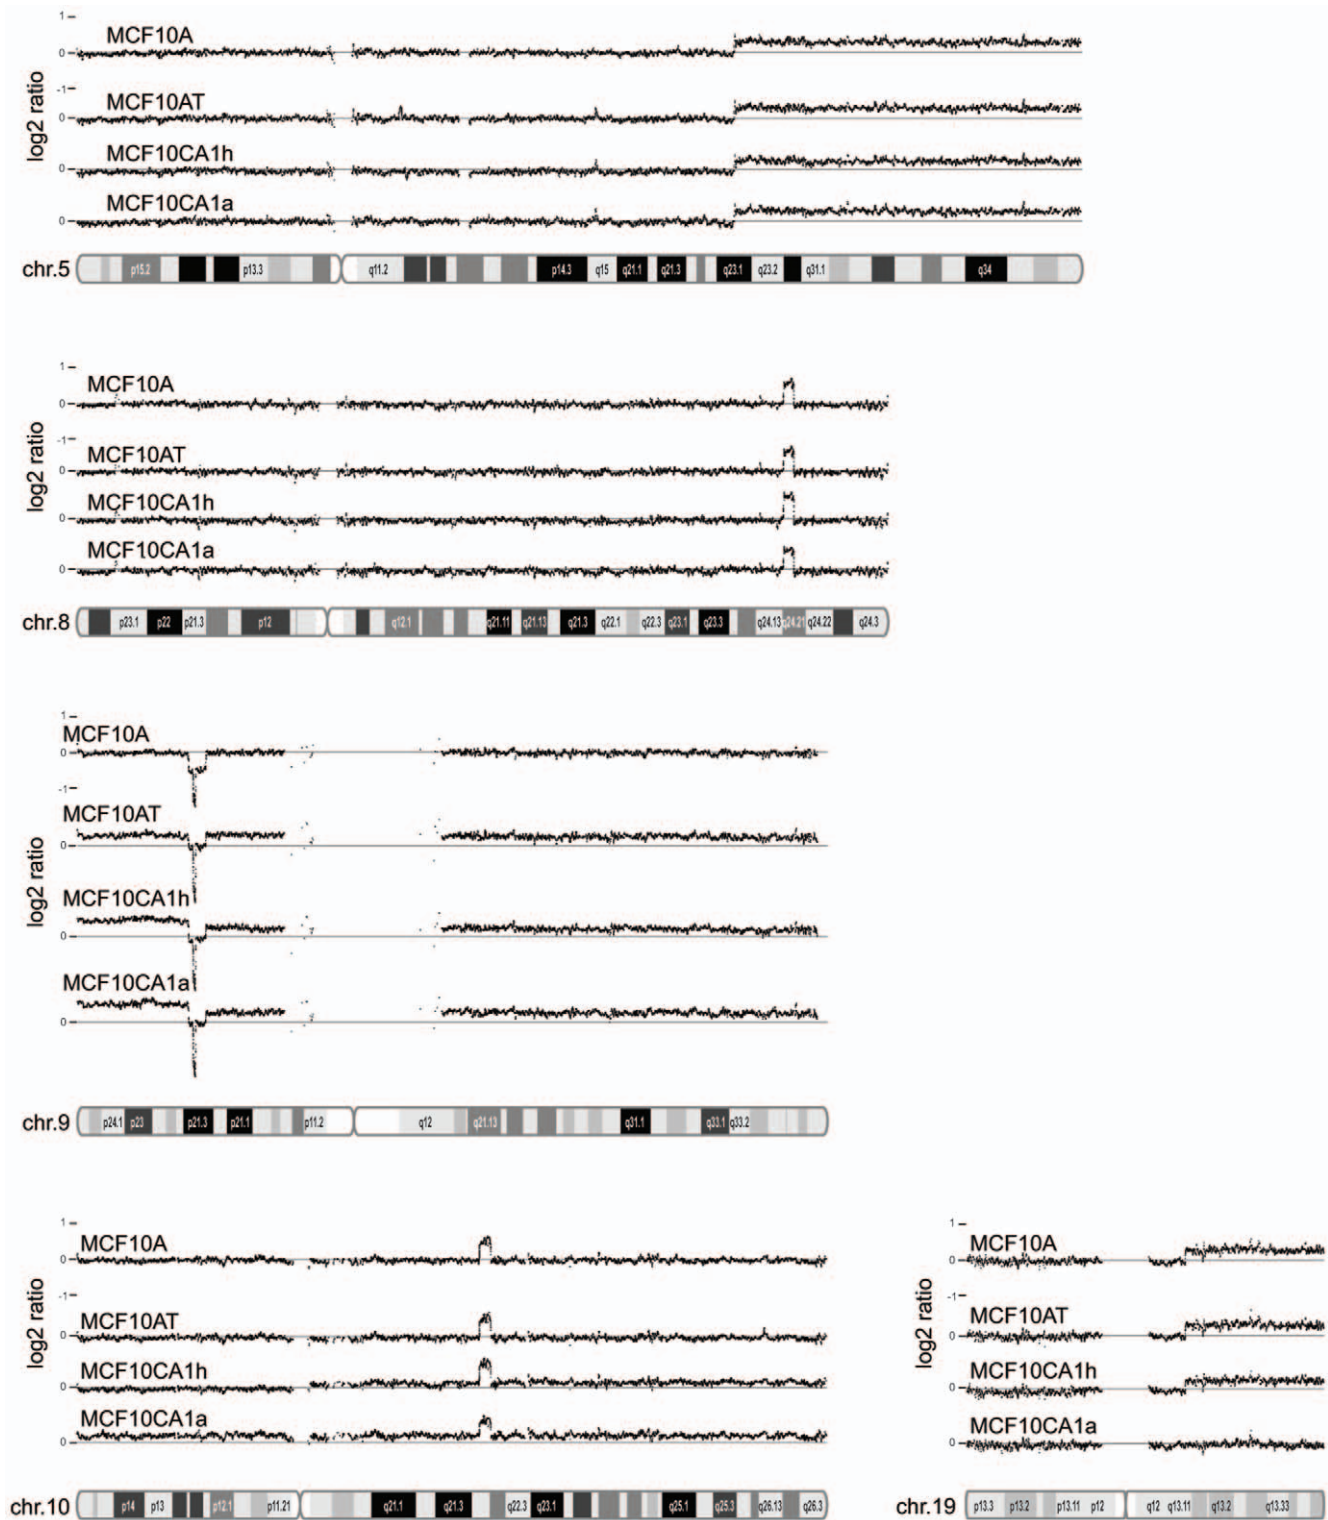 1
MCF10A
0
-1
MCF10AT
0
MCF10CA1h
0
MCF10CA1a
0
log2 ratio
chr.5 p15.2 p13.3 q11.2 p14.3 q15 q21.1 q21.3 q23.1 q23.2 q31.1 q34
1
MCF10A
0
-1
MCF10AT
0
MCF10CA1h
0
MCF10CA1a
0
log2 ratio
chr.8 p23.1 p22 p21.3 p12 q12.1 q21.11 q21.13 q21.3 q22.1 q22.3 q23.1 q23.3 q24.13 q24.21 q24.22 q24.3
1
MCF10A
0
-1
MCF10AT
0
MCF10CA1h
0
MCF10CA1a
0
log2 ratio
chr.9 p24.1 p23 p21.3 p21.1 p11.2 q12 q21.13 q31.1 q33.1 q33.2
1
MCF10A
0
-1
MCF10AT
0
MCF10CA1h
0
MCF10CA1a
0
log2 ratio
chr.10 p14 p13 p12.1 p11.21 q21.1 q21.3 q22.3 q23.1 q25.1 q25.3 q26.13 q26.3
1
MCF10A
0
-1
MCF10AT
0
MCF10CA1h
0
MCF10CA1a
0
log2 ratio
chr.19 p13.3 p13.2 p13.11 p12 q12 q13.11 q13.2 q13.33